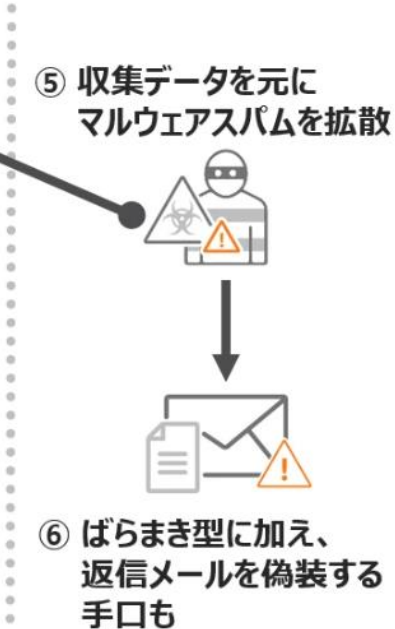 ⑤ 収集データを元に
マルウェアスパムを拡散
⑥ ばらまき型に加え、
返信メールを偽装する
手口も